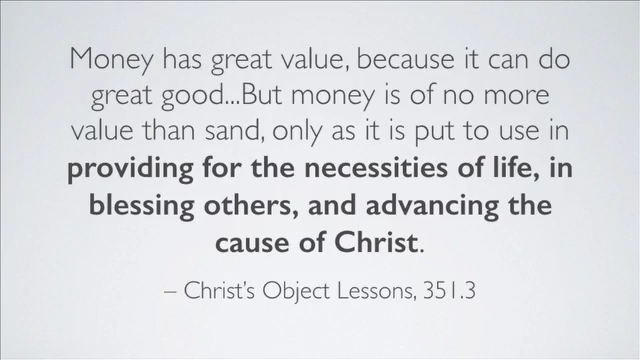 Money has great value, because it can do
great good...But money is of no more
value than sand, only as it is put to use in
providing for the necessities of life, in
blessing others, and advancing the
cause of Christ.
– Christ's Object Lessons, 351.3